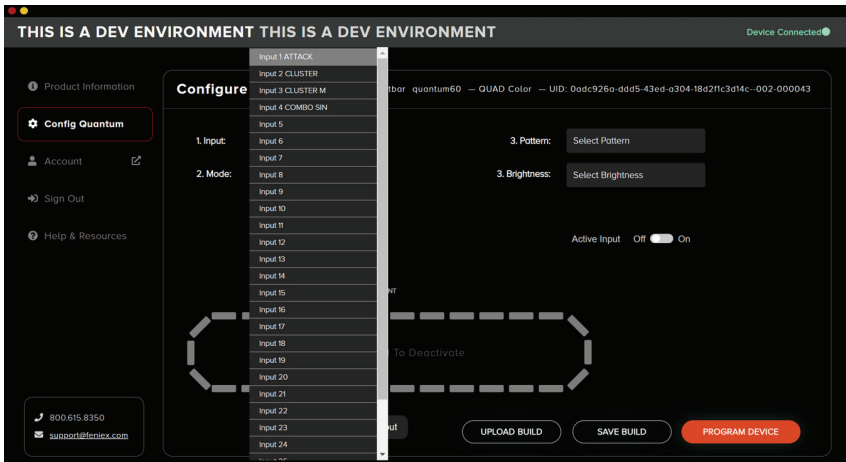 THIS IS A DEV ENVIRONMENT THIS IS A DEV ENVIRONMENT
Device Connected
Product Information
Config Quantum
Account
Sign Out
Help & Resources
800.615.8350
support@feniex.com
Configure
quantum60 — QUAD Color — UID: 0adc926a-ddd5-43ed-a304-18d2f1c3d14c--002-000043
1. Input:
2. Mode:
Input 1 ATTACK
Input 2 CLUSTER
Input 3 CLUSTER M
Input 4 COMBO SIN
Input 5
Input 6
Input 7
Input 8
Input 9
Input 10
Input 11
Input 12
Input 13
Input 14
Input 15
Input 16
Input 17
Input 18
Input 19
Input 20
Input 21
Input 22
Input 23
Input 24
3. Pattern:
Select Pattern
3. Brightness:
Select Brightness
Active Input Off On
To Deactivate
UPLOAD BUILD
SAVE BUILD
PROGRAM DEVICE